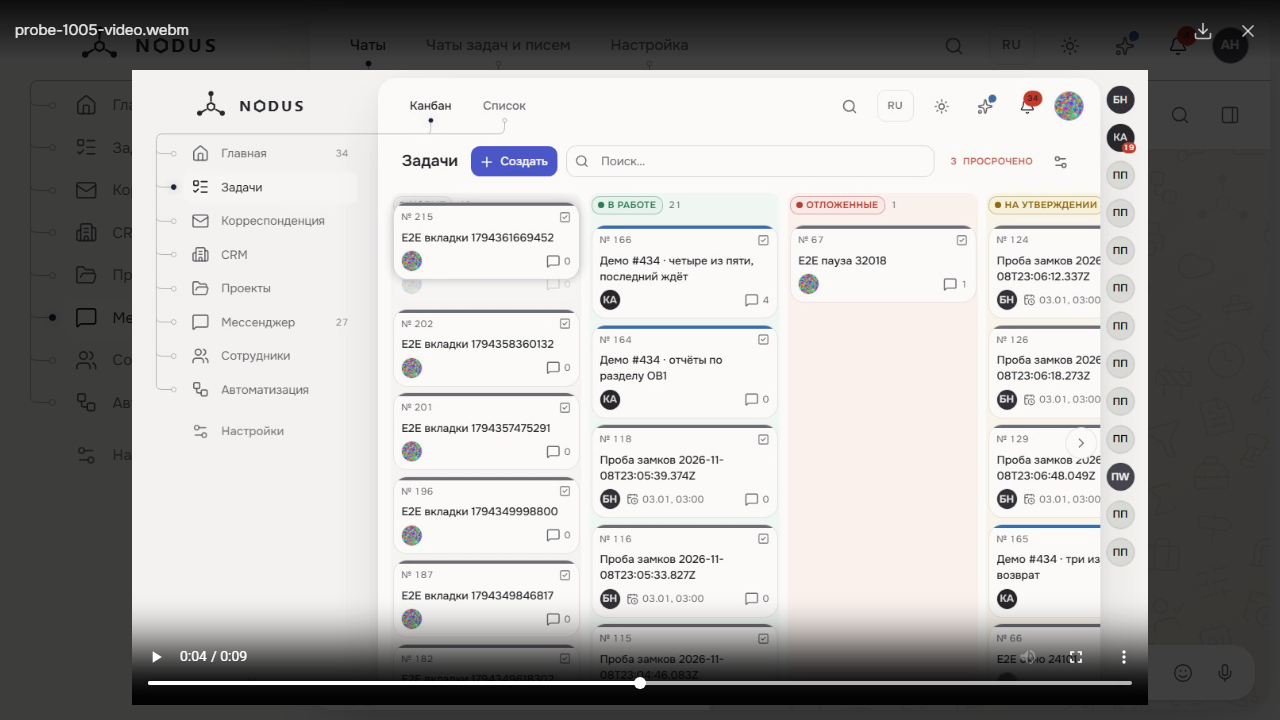 probe-1005-video.webm
NODUS
Чаты
Чаты задач и писем
Настройка
RU
АН
NODUS
Канбан
Список
RU
34
Главная 34
Задачи
Корреспонденция
CRM
Проекты
Мессенджер 27
Сотрудники
Автоматизация
Настройки
Задачи
Создать
Поиск...
3 ПРОСРОЧЕНО
№ 215
E2E вкладки 1794361669452
0
0
№ 202
E2E вкладки 1794358360132
0
№ 201
E2E вкладки 1794357475291
0
№ 196
E2E вкладки 1794349998800
0
№ 187
E2E вкладки 1794349846817
0
№ 182
E2E вкладки 1794349618302
В РАБОТЕ 21
№ 166
Демо #434 · четыре из пяти,
последний ждёт
КА 4
№ 164
Демо #434 · отчёты по
разделу ОВ1
КА 0
№ 118
Проба замков 2026-11-
08T23:05:39.374Z
БН 03.01, 03:00 0
№ 116
Проба замков 2026-11-
08T23:05:33.827Z
БН 03.01, 03:00 0
№ 115
Проба замков 2026-11-
ОТЛОЖЕННЫЕ 1
№ 67
E2E пауза 32018
1
НА УТВЕРЖДЕНИИ
№ 124
Проба замков 2026
08T23:06:12.337Z
БН 03.01, 03:00
№ 126
Проба замков 2026
08T23:06:18.273Z
БН 03.01, 03:00
№ 129
Проба замков 2026
08T23:06:48.049Z
БН 03.01, 03:00
№ 165
Демо #434 · три из
возврат
КА
№ 66
БН
КА
19
ПП
ПП
ПП
ПП
ПП
ПП
ПП
ПП
PW
ПП
ПП
0:04 / 0:09